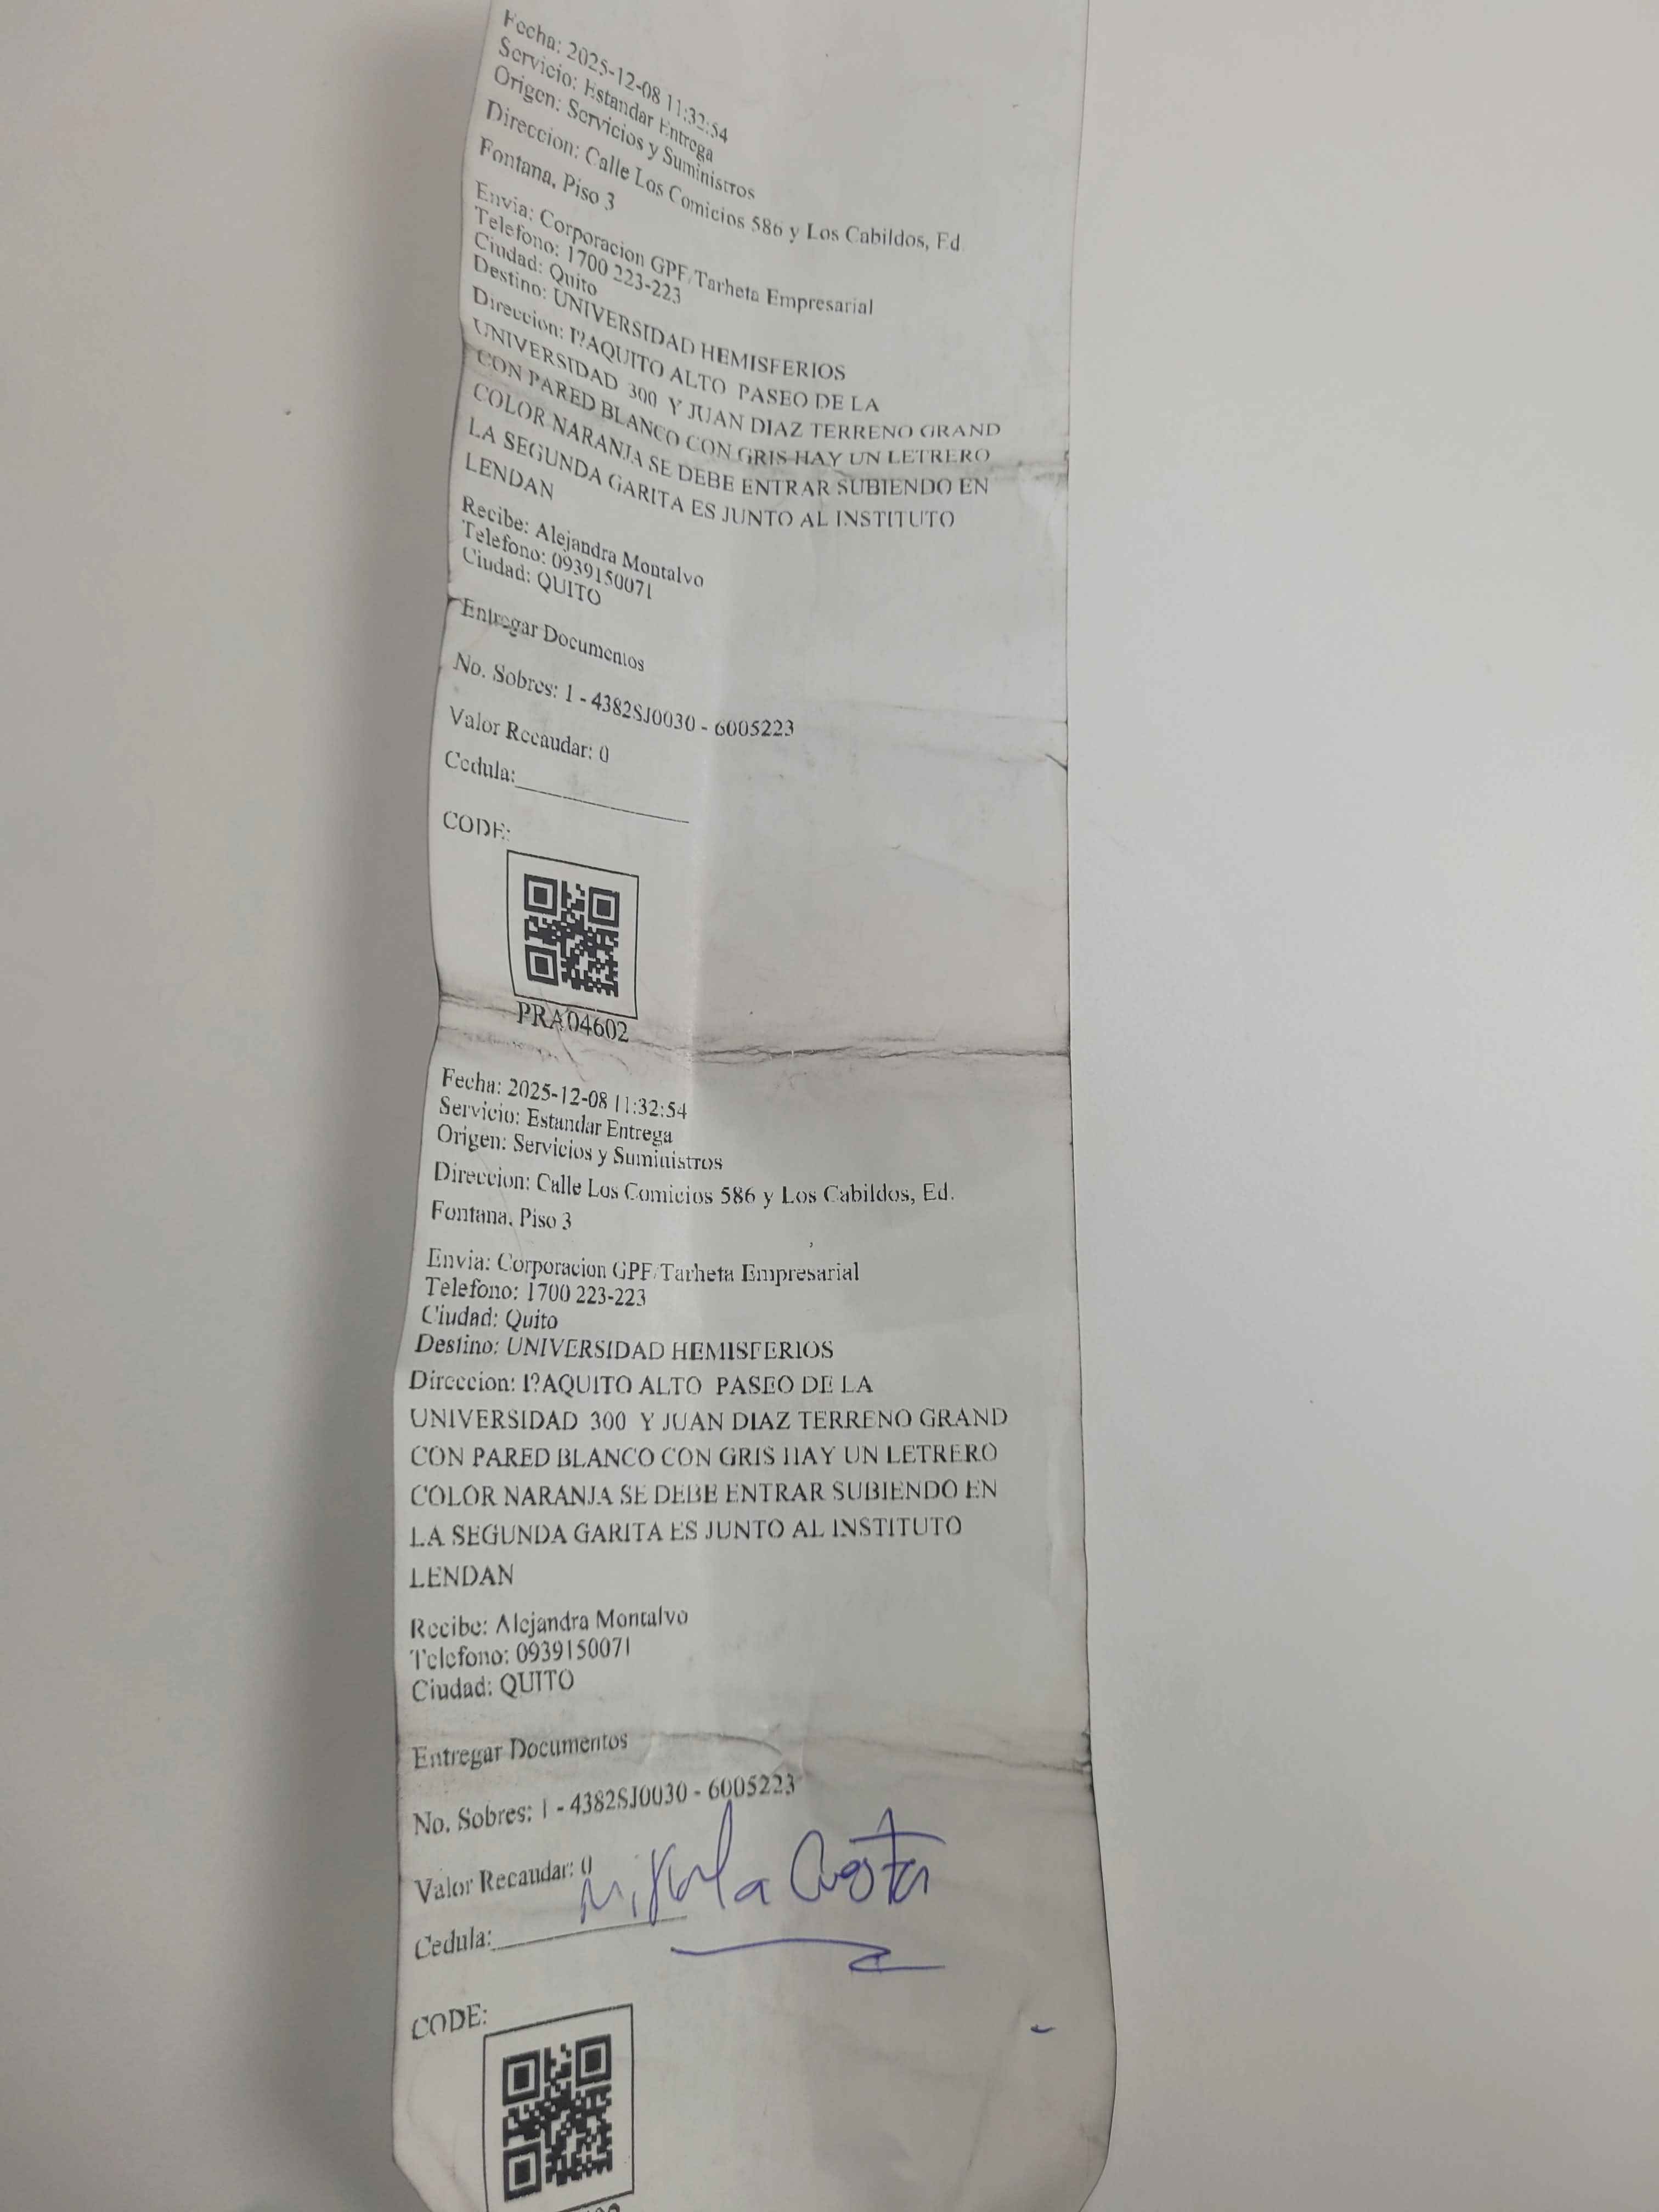 Fecha: 2025-12-08 11:32:54
Servicio: Estandar Entrega
Origen: Servicios y Suministros
Direccion: Calle Los Comicios 586 y Los Cabildos, Ed
Fontana, Piso 3
Envia: Corporacion GPF/Tarheta Empresarial
Telefono: 1700 223-223
Ciudad: Quito
Destino: UNIVERSIDAD HEMISFERIOS
Direccion: I?AQUITO ALTO PASEO DE LA
UNIVERSIDAD 300 Y JUAN DIAZ TERRENO GRAND
CON PARED BLANCO CON GRIS HAY UN LETRERO
COLOR NARANJA SE DEBE ENTRAR SUBIENDO EN
LA SEGUNDA GARITA ES JUNTO AL INSTITUTO
LENDAN
Recibe: Alejandra Montalvo
Telefono: 0939150071
Ciudad: QUITO
Entregar Documentos
No. Sobres: 1 - 4382SJ0030 - 6005223
Valor Recaudar: 0
Cedula:
CODE:
PRA04602
Fecha: 2025-12-08 11:32:54
Servicio: Estandar Entrega
Origen: Servicios y Suministros
Direccion: Calle Los Comicios 586 y Los Cabildos, Ed.
Fontana, Piso 3
Envia: Corporacion GPF/Tarheta Empresarial
Telefono: 1700 223-223
Ciudad: Quito
Destino: UNIVERSIDAD HEMISFERIOS
Direccion: I?AQUITO ALTO PASEO DE LA
UNIVERSIDAD 300 Y JUAN DIAZ TERRENO GRAND
CON PARED BLANCO CON GRIS HAY UN LETRERO
COLOR NARANJA SE DEBE ENTRAR SUBIENDO EN
LA SEGUNDA GARITA ES JUNTO AL INSTITUTO
LENDAN
Recibe: Alejandra Montalvo
Telefono: 0939150071
Ciudad: QUITO
Entregar Documentos
No. Sobres: 1 - 4382SJ0030 - 6005223
Valor Recaudar: 0
Cedula:
CODE: